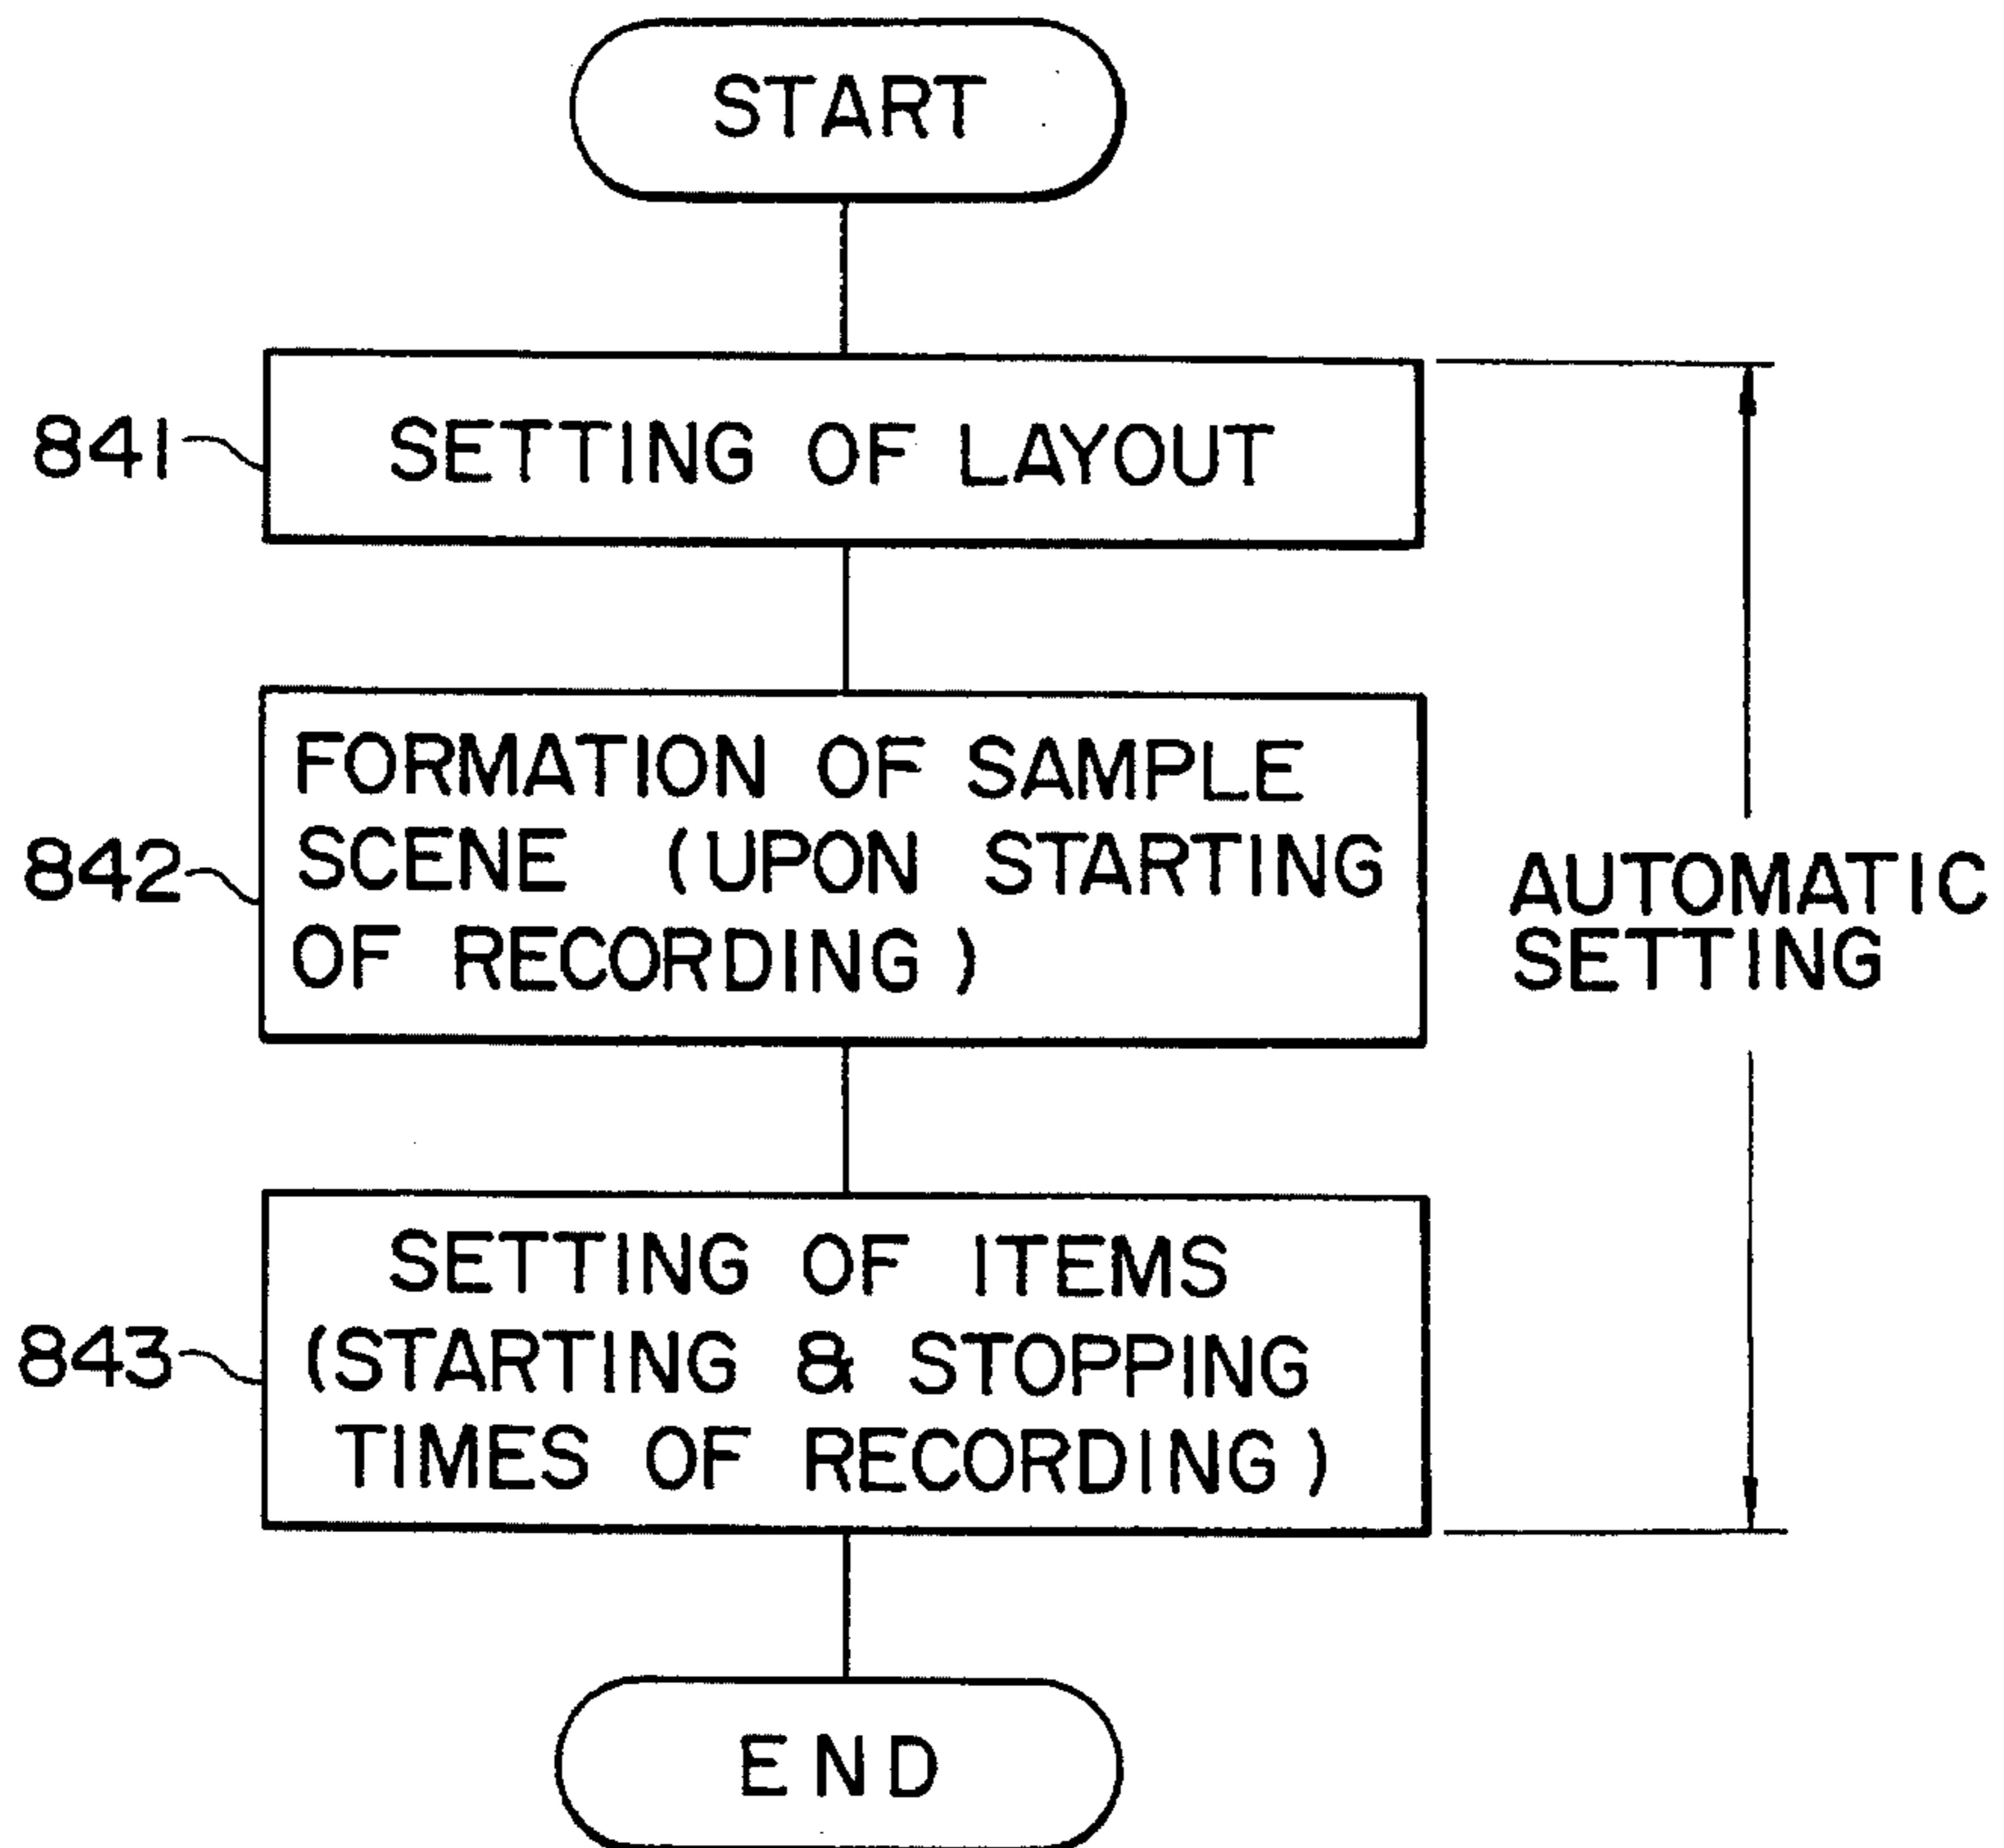 START
841
SETTING OF LAYOUT
842
FORMATION OF SAMPLE
SCENE (UPON STARTING
OF RECORDING)
AUTOMATIC
SETTING
843
SETTING OF ITEMS
(STARTING & STOPPING
TIMES OF RECORDING)
END